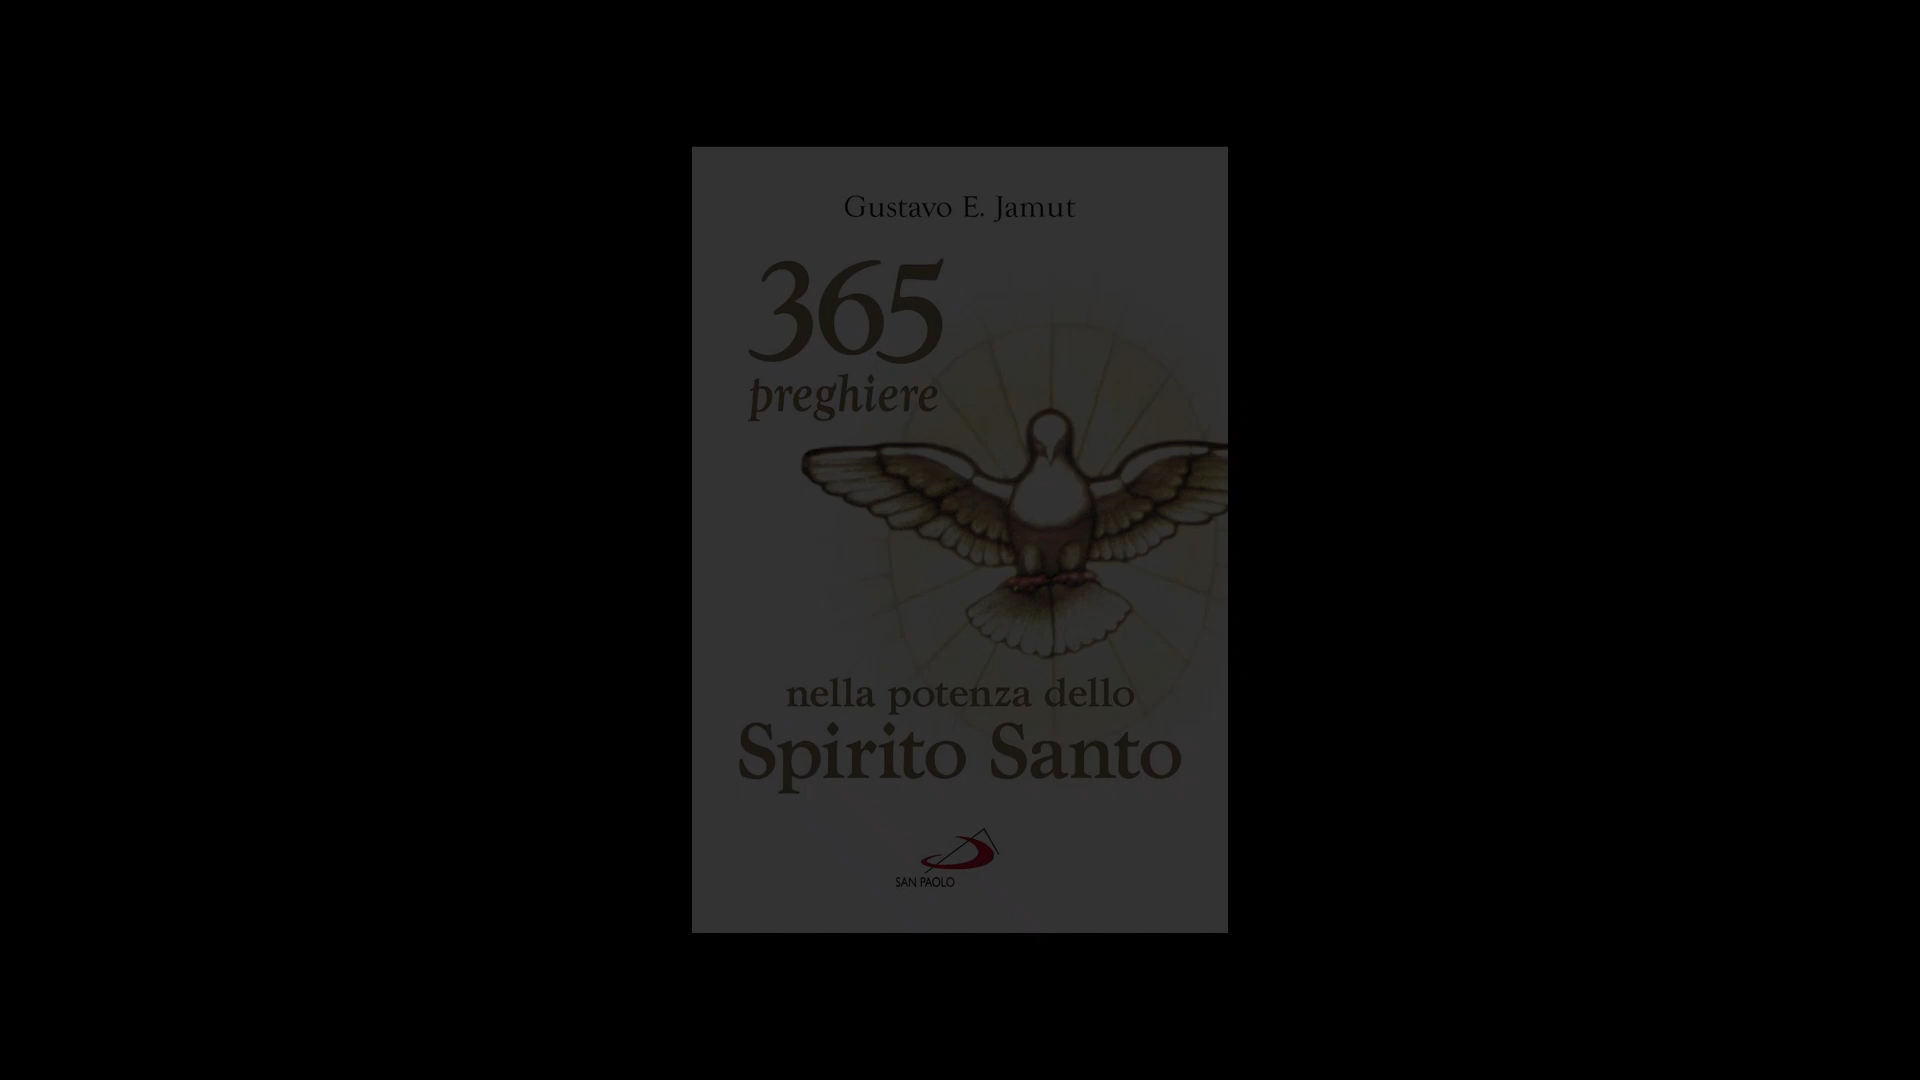 Gustavo E. Jamut
365
preghiere
nella potenza dello
Spirito Santo
SAN PAOLO